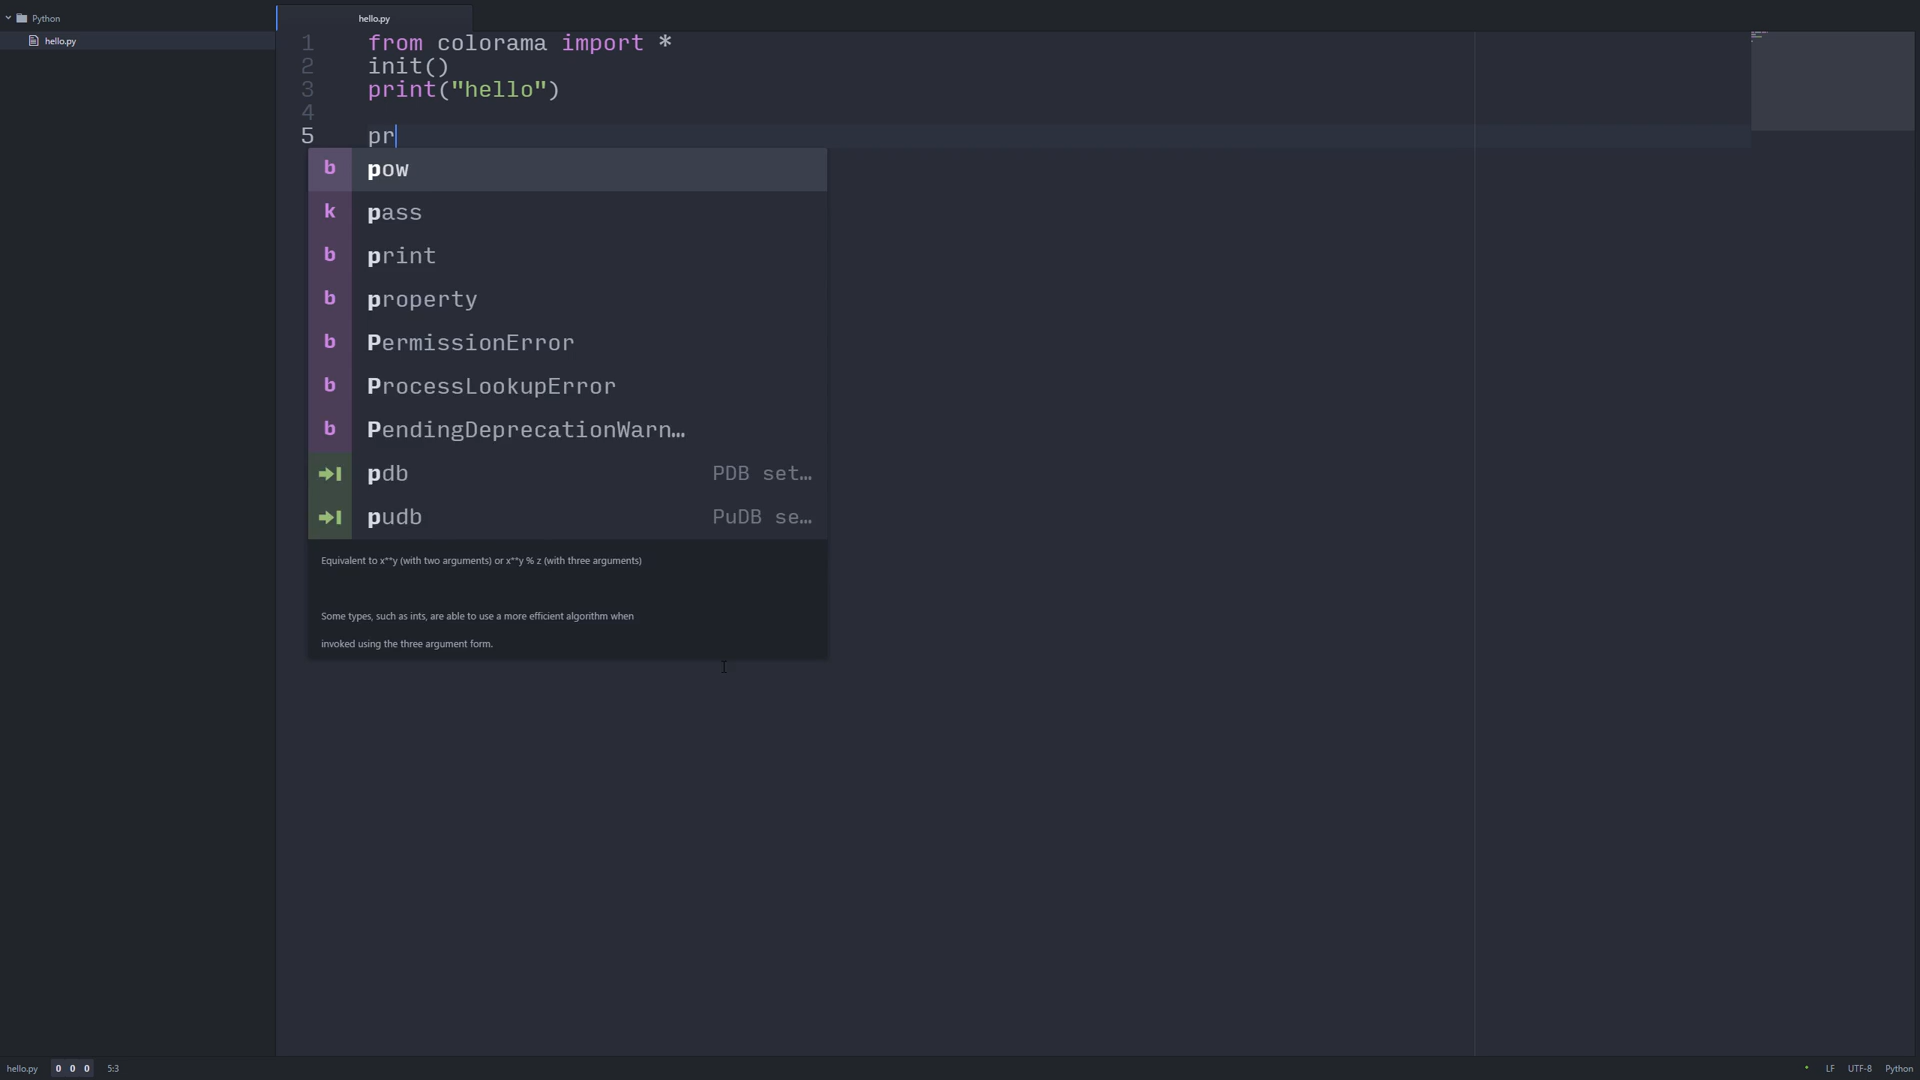 Python
hello.py
hello.py
1 from colorama import *
2 init()
3 print("hello")
4
5 pr
b pow
k pass
b print
b property
b PermissionError
b ProcessLookupError
b PendingDeprecationWarn…
pdb PDB set…
pudb PuDB se…
Equivalent to x**y (with two arguments) or x**y % z (with three arguments)
Some types, such as ints, are able to use a more efficient algorithm when
invoked using the three argument form.
hello.py 0 0 0 5:3 LF UTF-8 Python